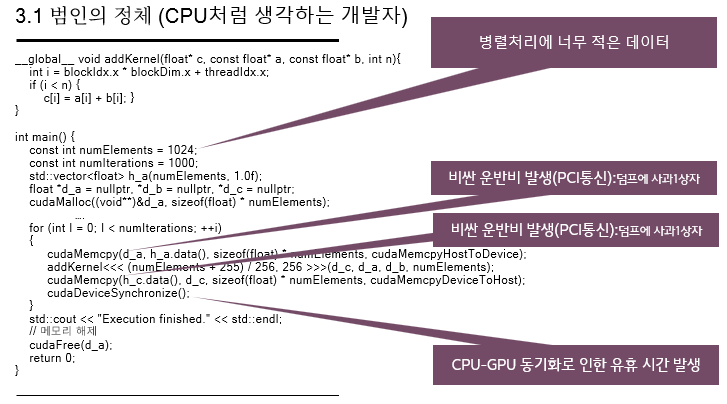 3.1 범인의 정체 (CPU처럼 생각하는 개발자)
__global__ void addKernel(float* c, const float* a, const float* b, int n){
int i = blockIdx.x * blockDim.x + threadIdx.x;
if (i < n) {
c[i] = a[i] + b[i]; }
}
int main() {
const int numElements = 1024;
const int numIterations = 1000;
std::vector<float> h_a(numElements, 1.0f);
float *d_a = nullptr, *d_b = nullptr, *d_c = nullptr;
cudaMalloc((void**)&d_a, sizeof(float) * numElements);
....
for (int I = 0; I < numIterations; ++i)
{
cudaMemcpy(d_a, h_a.data(), sizeof(float) * numElements, cudaMemcpyHostToDevice);
addKernel<<< (numElements + 255) / 256, 256 >>>(d_c, d_a, d_b, numElements);
cudaMemcpy(h_c.data(), d_c, sizeof(float) * numElements, cudaMemcpyDeviceToHost);
cudaDeviceSynchronize();
}
std::cout << "Execution finished." << std::endl;
// 메모리 해제
cudaFree(d_a);
return 0;
}
병렬처리에 너무 적은 데이터
비싼 운반비 발생(PCI통신):덤프에 사과1상자
비싼 운반비 발생(PCI통신):덤프에 사과1상자
CPU-GPU 동기화로 인한 유휴 시간 발생